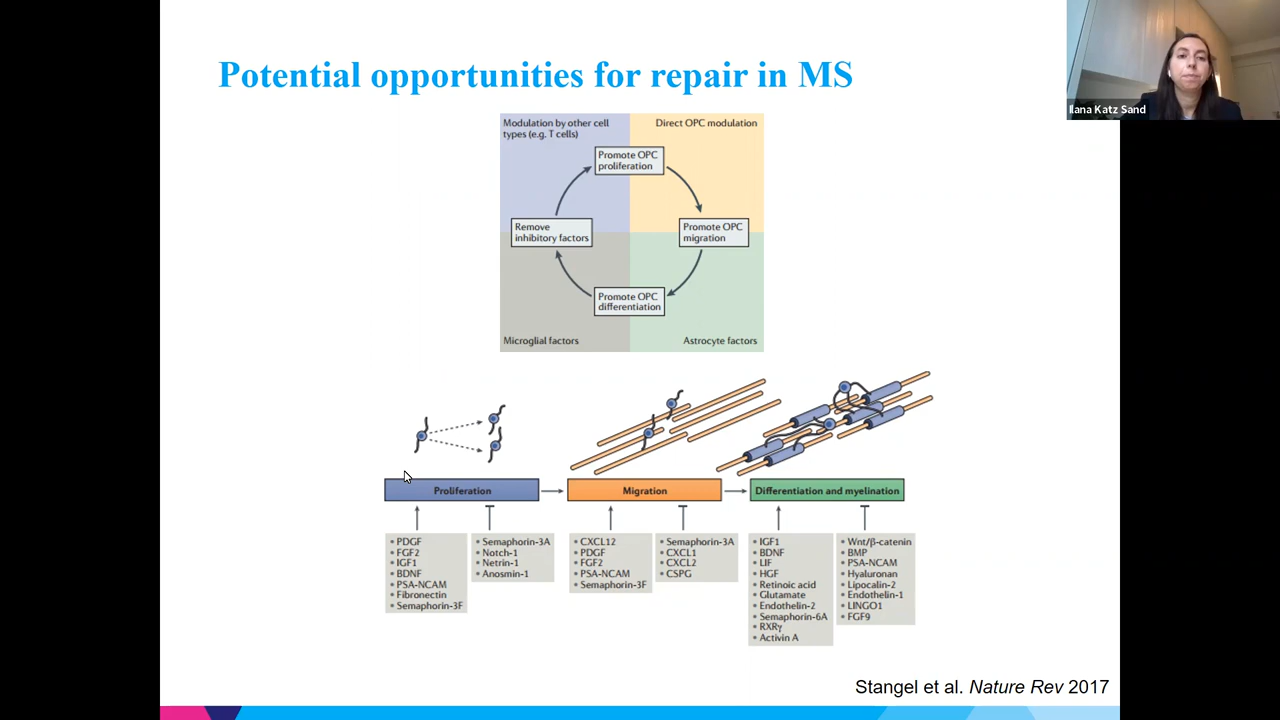 Potential opportunities for repair in MS
Ilana Katz Sand
Modulation by other cell
types (e.g. T cells)
Direct OPC modulation
Promote OPC
proliferation
Remove
inhibitory factors
Promote OPC
migration
Promote OPC
differentiation
Microglial factors
Astrocyte factors
Proliferation
Migration
Differentiation and myelination
• PDGF
• FGF2
• IGF1
• BDNF
• PSA-NCAM
• Fibronectin
• Semaphorin-3F
• Semaphorin-3A
• Notch-1
• Netrin-1
• Anosmin-1
• CXCL12
• PDGF
• FGF2
• PSA-NCAM
• Semaphorin-3F
• Semaphorin-3A
• CXCL1
• CXCL2
• CSPG
• IGF1
• BDNF
• LIF
• HGF
• Retinoic acid
• Glutamate
• Endothelin-2
• Semaphorin-6A
• RXRγ
• Activin A
• Wnt/β-catenin
• BMP
• PSA-NCAM
• Hyaluronan
• Lipocalin-2
• Endothelin-1
• LINGO1
• FGF9
Stangel et al. Nature Rev 2017